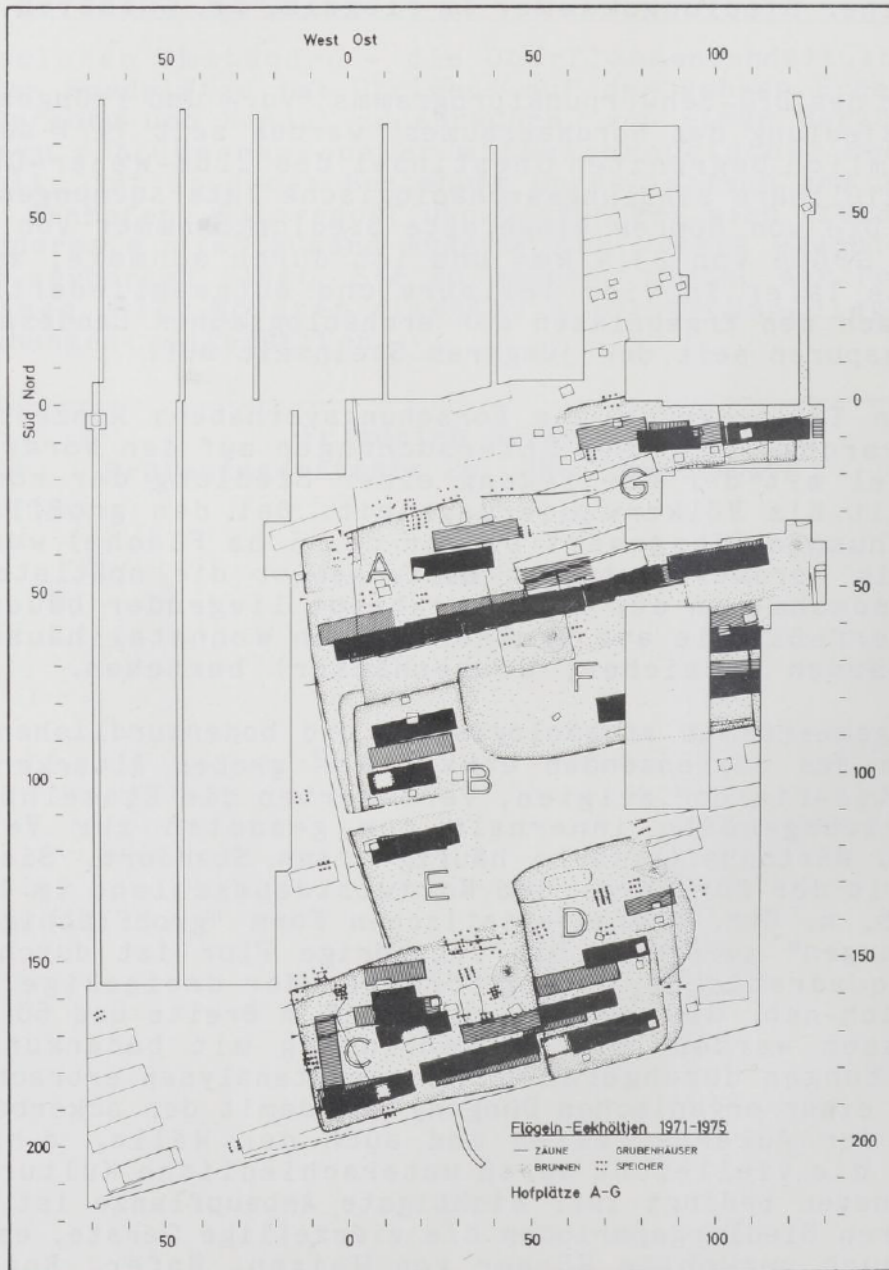 West Ost
50 0 50 100
50 50
0 0
Süd Nord
G
A
50 50
F
B
100 100
E
D
150 150
C
200 200
Flügeln-Eekhöltjen 1971-1975
ZÄUNE GRUBENHÄUSER
BRUNNEN SPEICHER
Hofplätze A-G
50 0 50 100